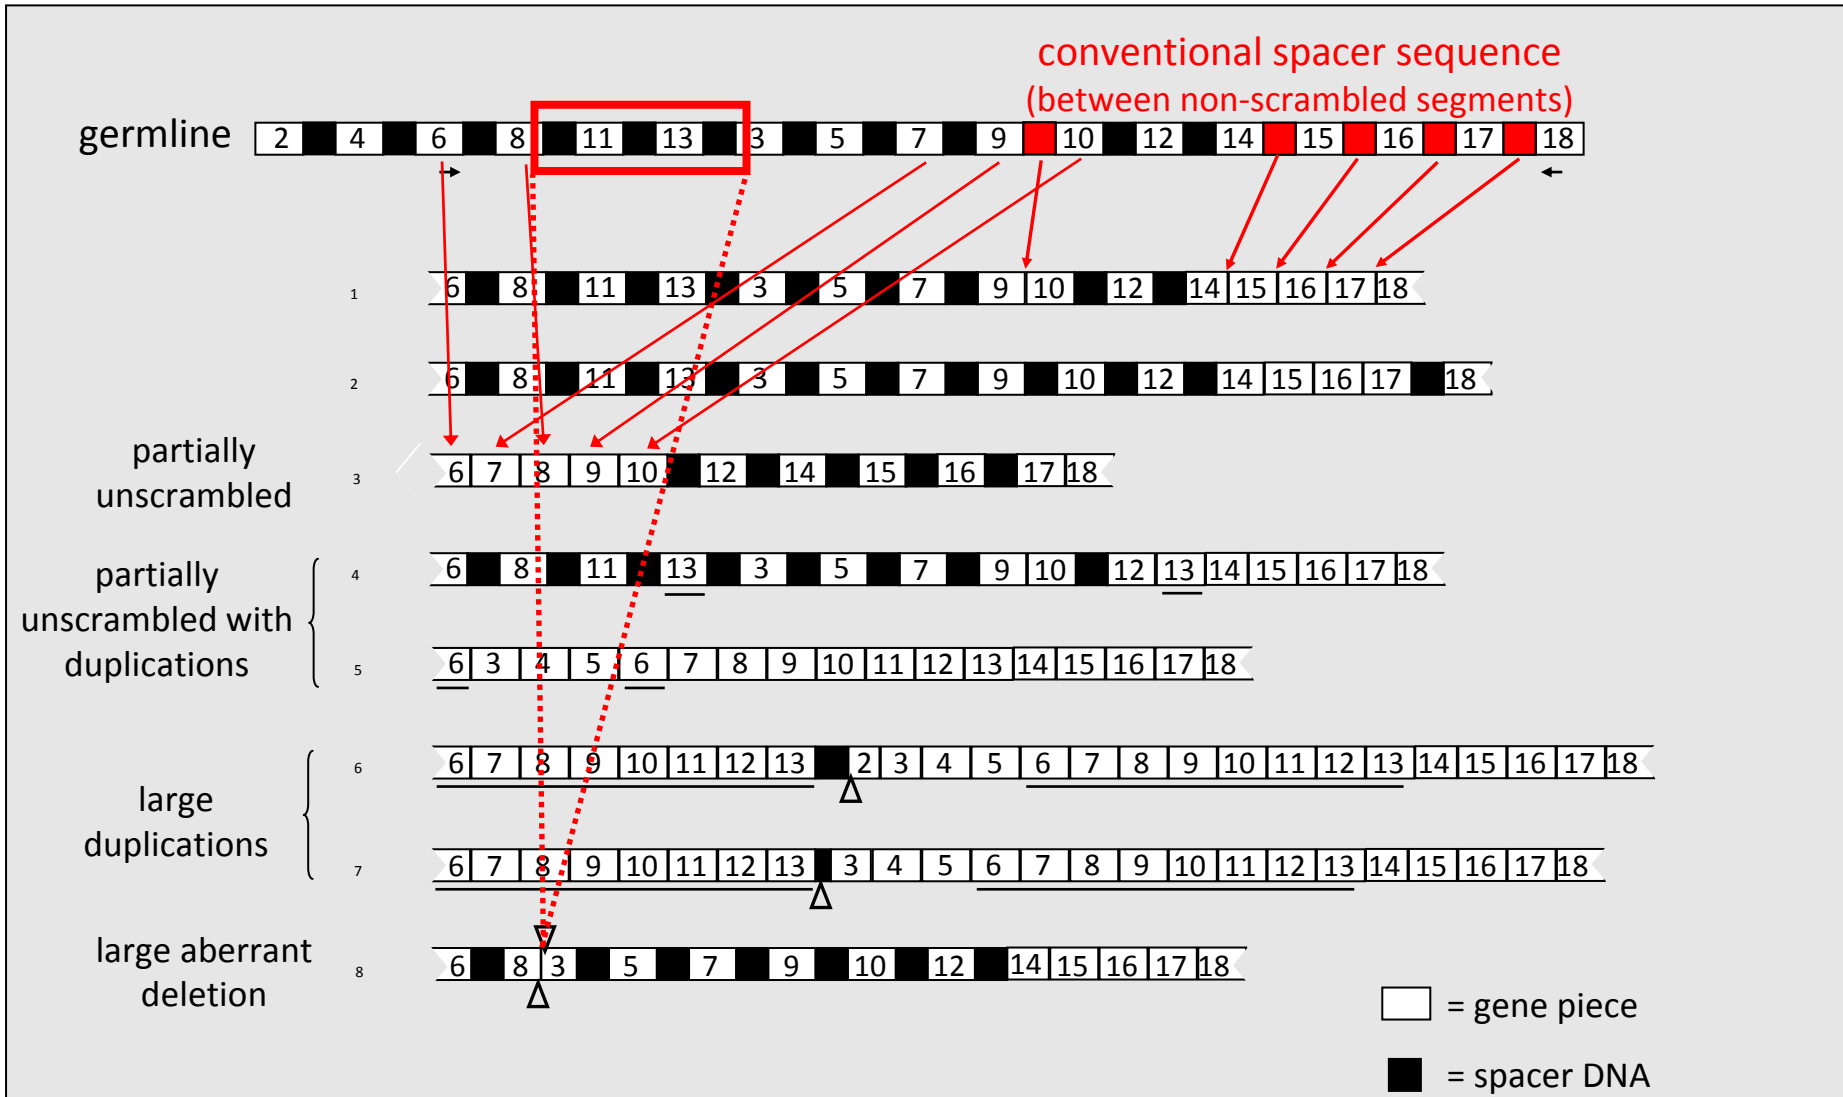 conventional spacer sequence
(between non-scrambled segments)
germline 2 4 6 8 11 13 3 5 7 9 10 12 14 15 16 17 18
1 6 8 11 13 3 5 7 9 10 12 14 15 16 17 18
2 6 8 11 13 3 5 7 9 10 12 14 15 16 17 18
partially
unscrambled
3 6 7 8 9 10 12 14 15 16 17 18
partially
unscrambled with
duplications
4 6 8 11 13 3 5 7 9 10 12 13 14 15 16 17 18
5 6 3 4 5 6 7 8 9 10 11 12 13 14 15 16 17 18
large
duplications
6 6 7 8 9 10 11 12 13 2 3 4 5 6 7 8 9 10 11 12 13 14 15 16 17 18
7 6 7 8 9 10 11 12 13 3 4 5 6 7 8 9 10 11 12 13 14 15 16 17 18
large aberrant
deletion
8 6 8 3 5 7 9 10 12 14 15 16 17 18
= gene piece
= spacer DNA